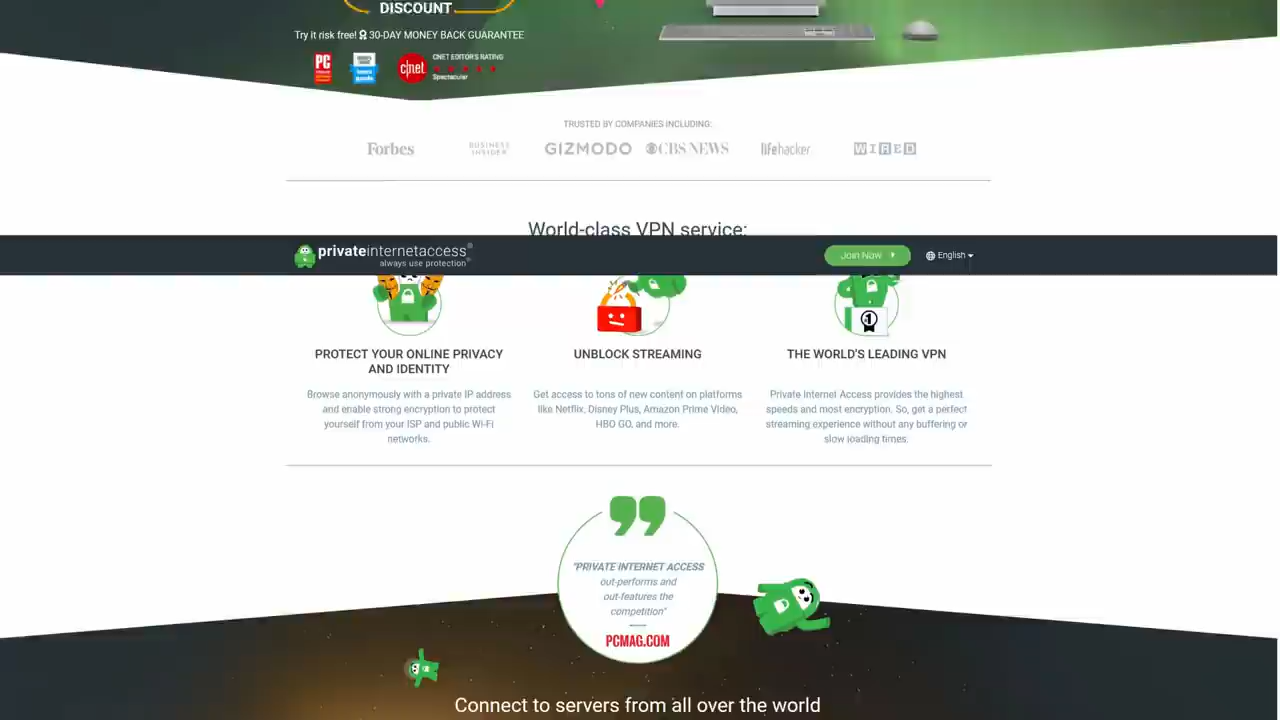 DISCOUNT
Try it risk free! 30-DAY MONEY BACK GUARANTEE
PC
CNET EDITOR'S RATING
c|net
Spectacular
TRUSTED BY COMPANIES INCLUDING:
Forbes BUSINESS INSIDER GIZMODO CBS NEWS lifehacker WIRED
World-class VPN service:
privateinternetaccess®
always use protection®
Join Now
English
1
PROTECT YOUR ONLINE PRIVACY
AND IDENTITY
Browse anonymously with a private IP address
and enable strong encryption to protect
yourself from your ISP and public Wi-Fi
networks.
UNBLOCK STREAMING
Get access to tons of new content on platforms
like Netflix, Disney Plus, Amazon Prime Video,
HBO GO, and more.
THE WORLD'S LEADING VPN
Private Internet Access provides the highest
speeds and most encryption. So, get a perfect
streaming experience without any buffering or
slow loading times.
"PRIVATE INTERNET ACCESS
out-performs and
out-features the
competition"
PCMAG.COM
Connect to servers from all over the world